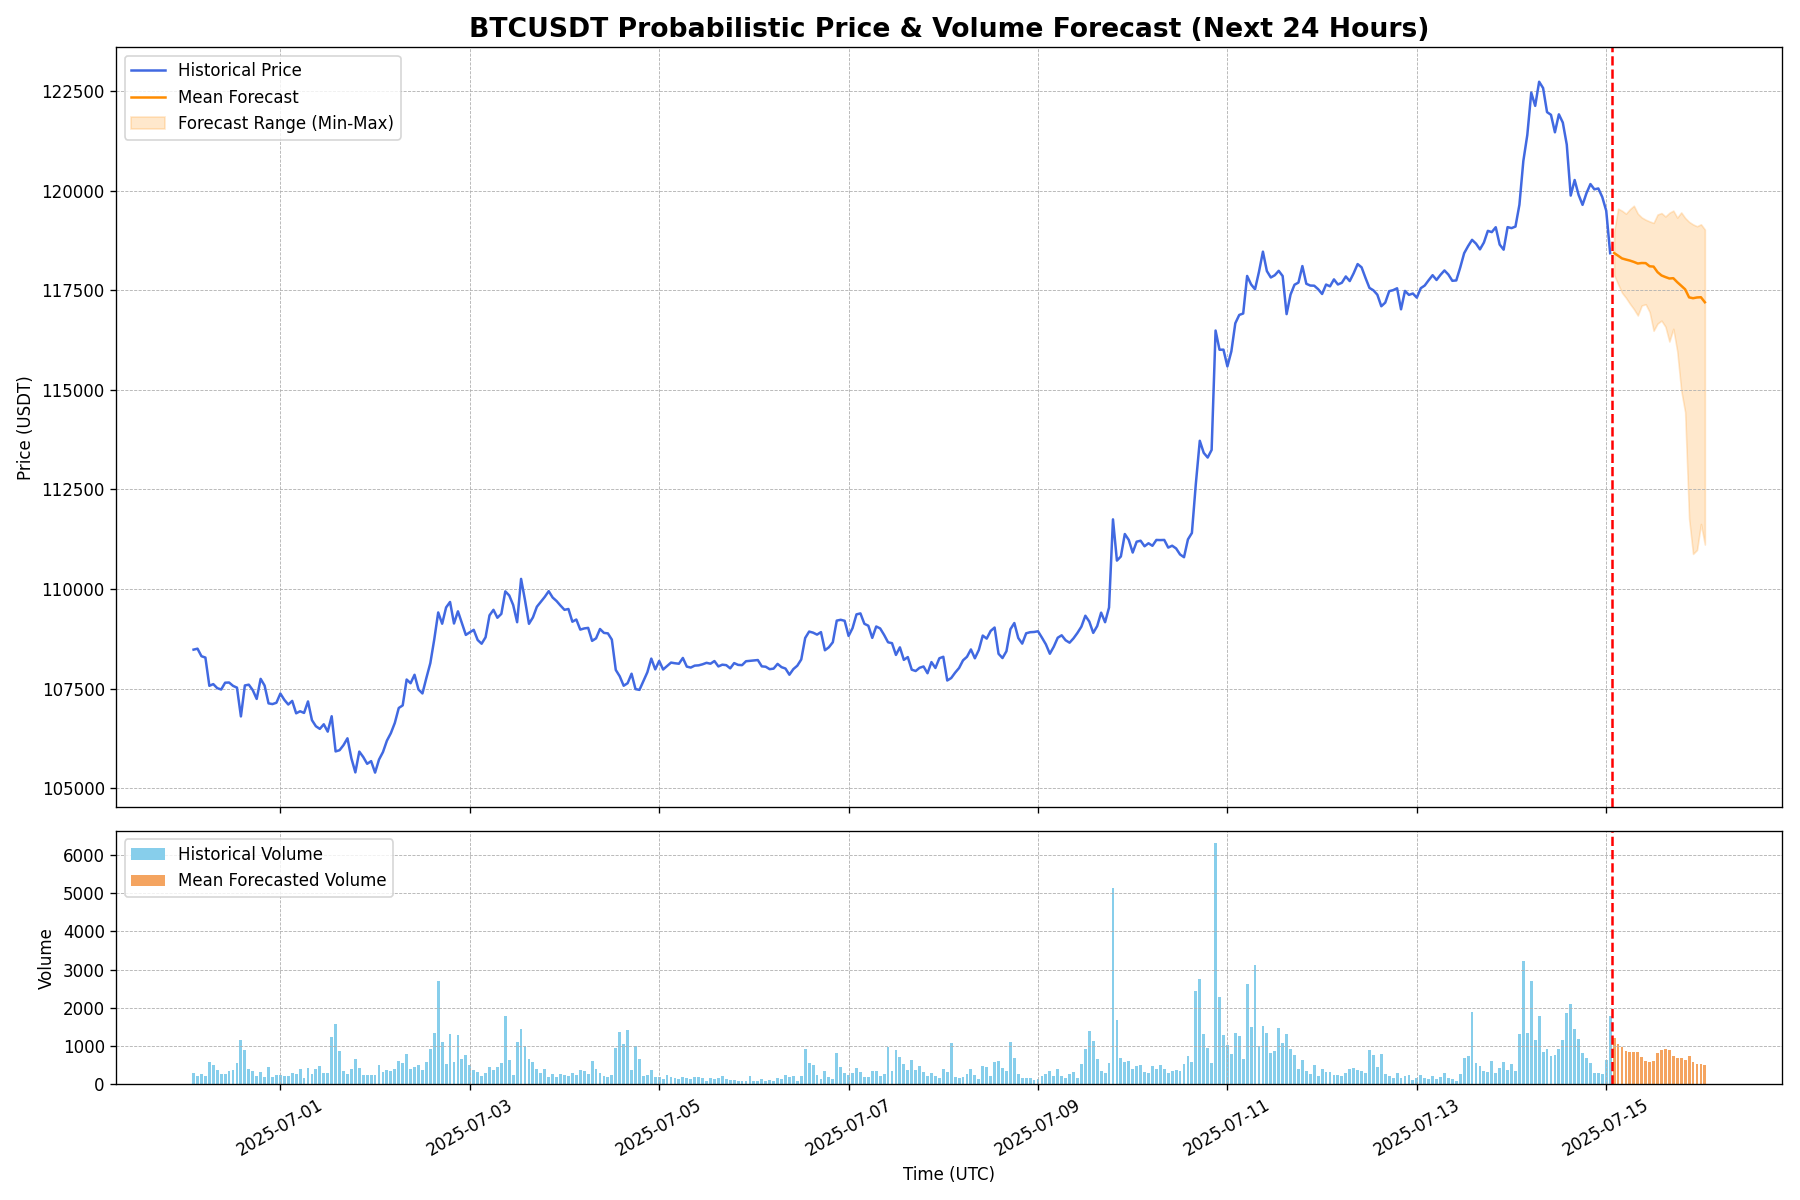 BTCUSDT Probabilistic Price & Volume Forecast (Next 24 Hours)
Historical Price
Mean Forecast
Forecast Range (Min-Max)
122500
120000
117500
115000
112500
110000
107500
105000
Price (USDT)
Historical Volume
Mean Forecasted Volume
6000
5000
4000
3000
2000
1000
0
Volume
2025-07-01
2025-07-03
2025-07-05
2025-07-07
2025-07-09
2025-07-11
2025-07-13
2025-07-15
Time (UTC)